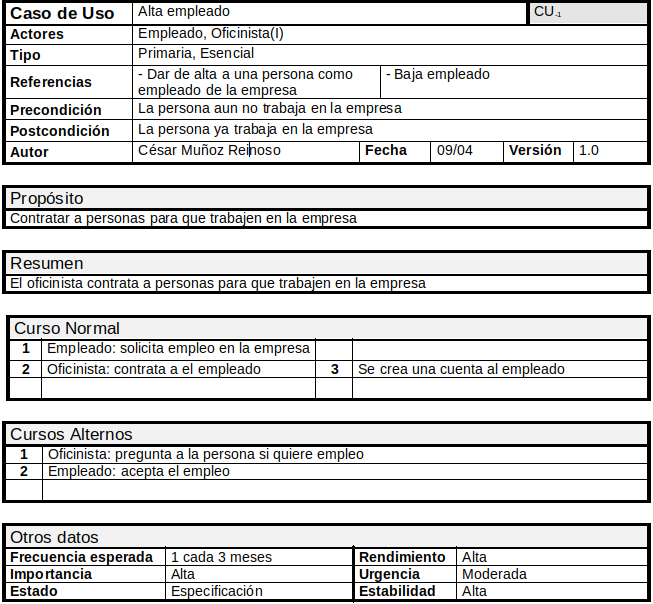 Caso de Uso Alta empleado CU-1
Actores Empleado, Oficinista(I)
Tipo Primaria, Esencial
Referencias - Dar de alta a una persona como empleado de la empresa - Baja empleado
Precondición La persona aun no trabaja en la empresa
Postcondición La persona ya trabaja en la empresa
Autor César Muñoz Reinoso Fecha 09/04 Versión 1.0
Propósito
Contratar a personas para que trabajen en la empresa
Resumen
El oficinista contrata a personas para que trabajen en la empresa
Curso Normal
1 Empleado: solicita empleo en la empresa
2 Oficinista: contrata a el empleado 3 Se crea una cuenta al empleado
Cursos Alternos
1 Oficinista: pregunta a la persona si quiere empleo
2 Empleado: acepta el empleo
Otros datos
Frecuencia esperada 1 cada 3 meses Rendimiento Alta
Importancia Alta Urgencia Moderada
Estado Especificación Estabilidad Alta